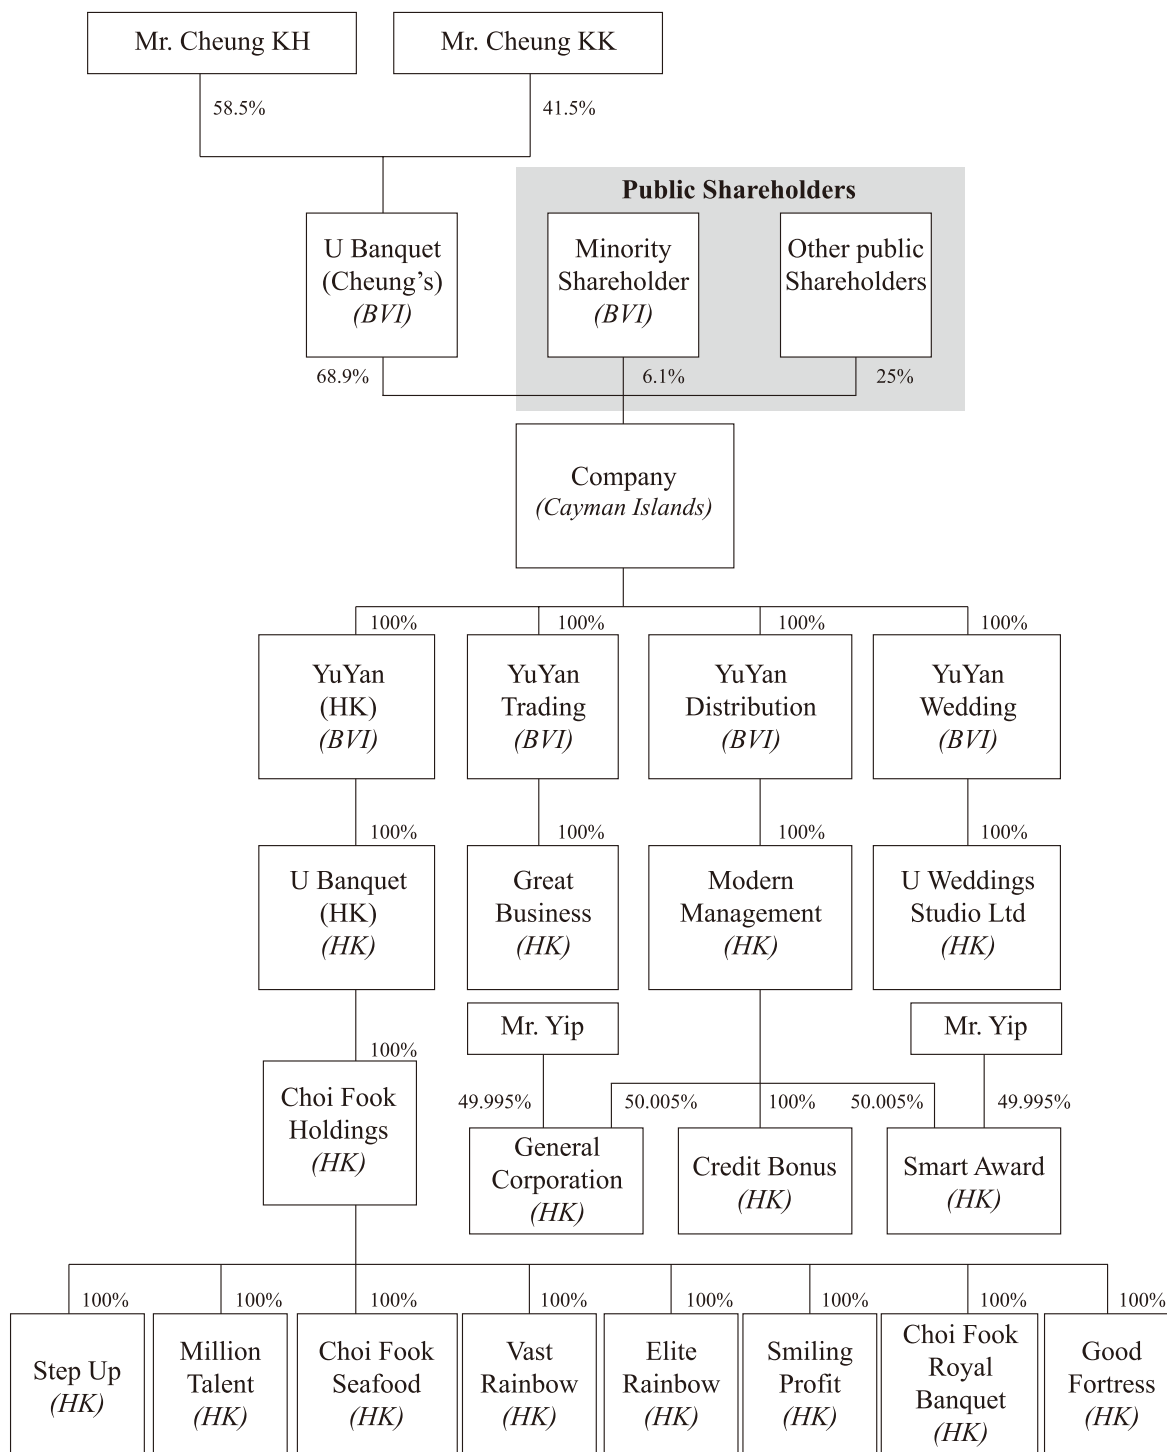 Mr. Cheung KH
Mr. Cheung KK
58.5%
41.5%
Public Shareholders
U Banquet
(Cheung’s)
(BVI)
Minority
Shareholder
(BVI)
Other public
Shareholders
68.9%
6.1%
25%
Company
(Cayman Islands)
100%
100%
100%
100%
YuYan
(HK)
(BVI)
YuYan
Trading
(BVI)
YuYan
Distribution
(BVI)
YuYan
Wedding
(BVI)
100%
100%
100%
100%
U Banquet
(HK)
(HK)
Great
Business
(HK)
Modern
Management
(HK)
U Weddings
Studio Ltd
(HK)
Mr. Yip
Mr. Yip
100%
49.995%
50.005%
100%
50.005%
49.995%
Choi Fook
Holdings
(HK)
General
Corporation
(HK)
Credit Bonus
(HK)
Smart Award
(HK)
100%
100%
100%
100%
100%
100%
100%
100%
Step Up
(HK)
Million
Talent
(HK)
Choi Fook
Seafood
(HK)
Vast
Rainbow
(HK)
Elite
Rainbow
(HK)
Smiling
Profit
(HK)
Choi Fook
Royal
Banquet
(HK)
Good
Fortress
(HK)